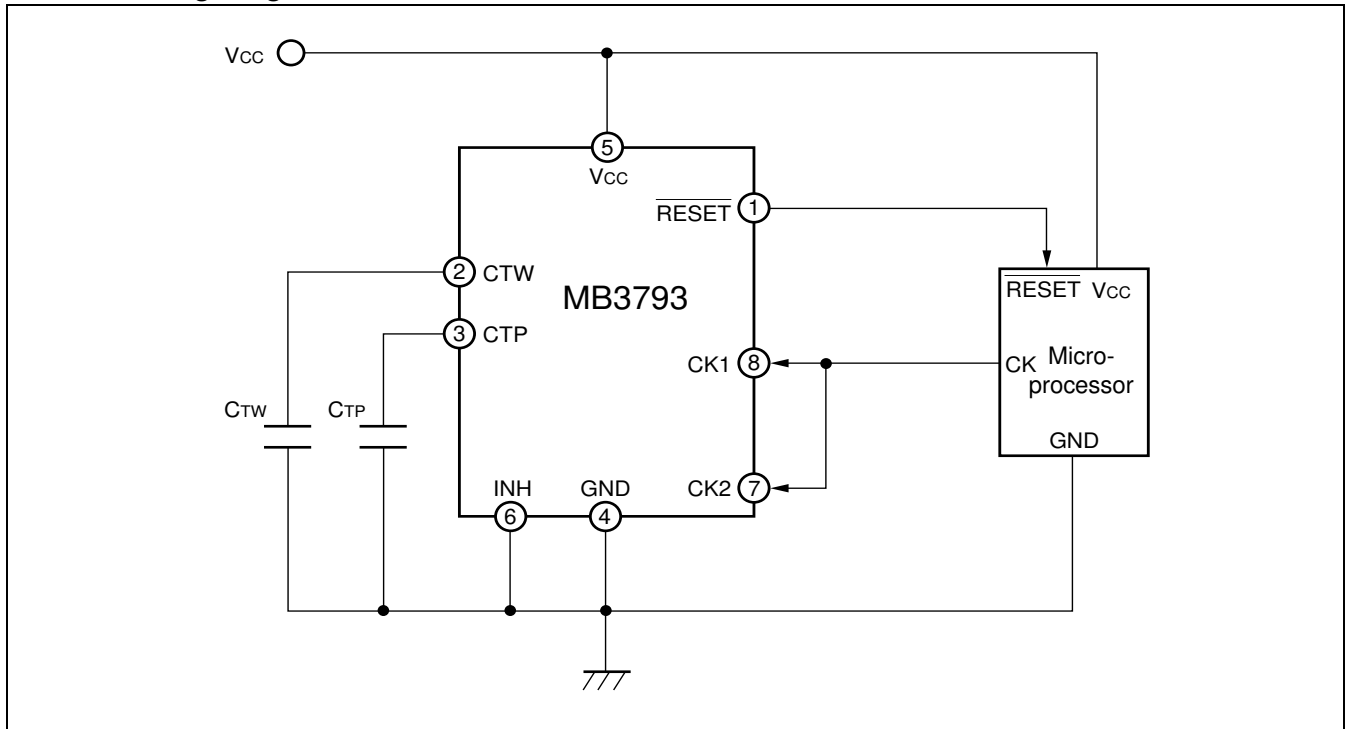 VCC
5
VCC
RESET 1
2 CTW
MB3793
RESET VCC
3 CTP
CK1 8
CK Micro-
processor
CTW CTP
GND
INH GND CK2 7
6 4